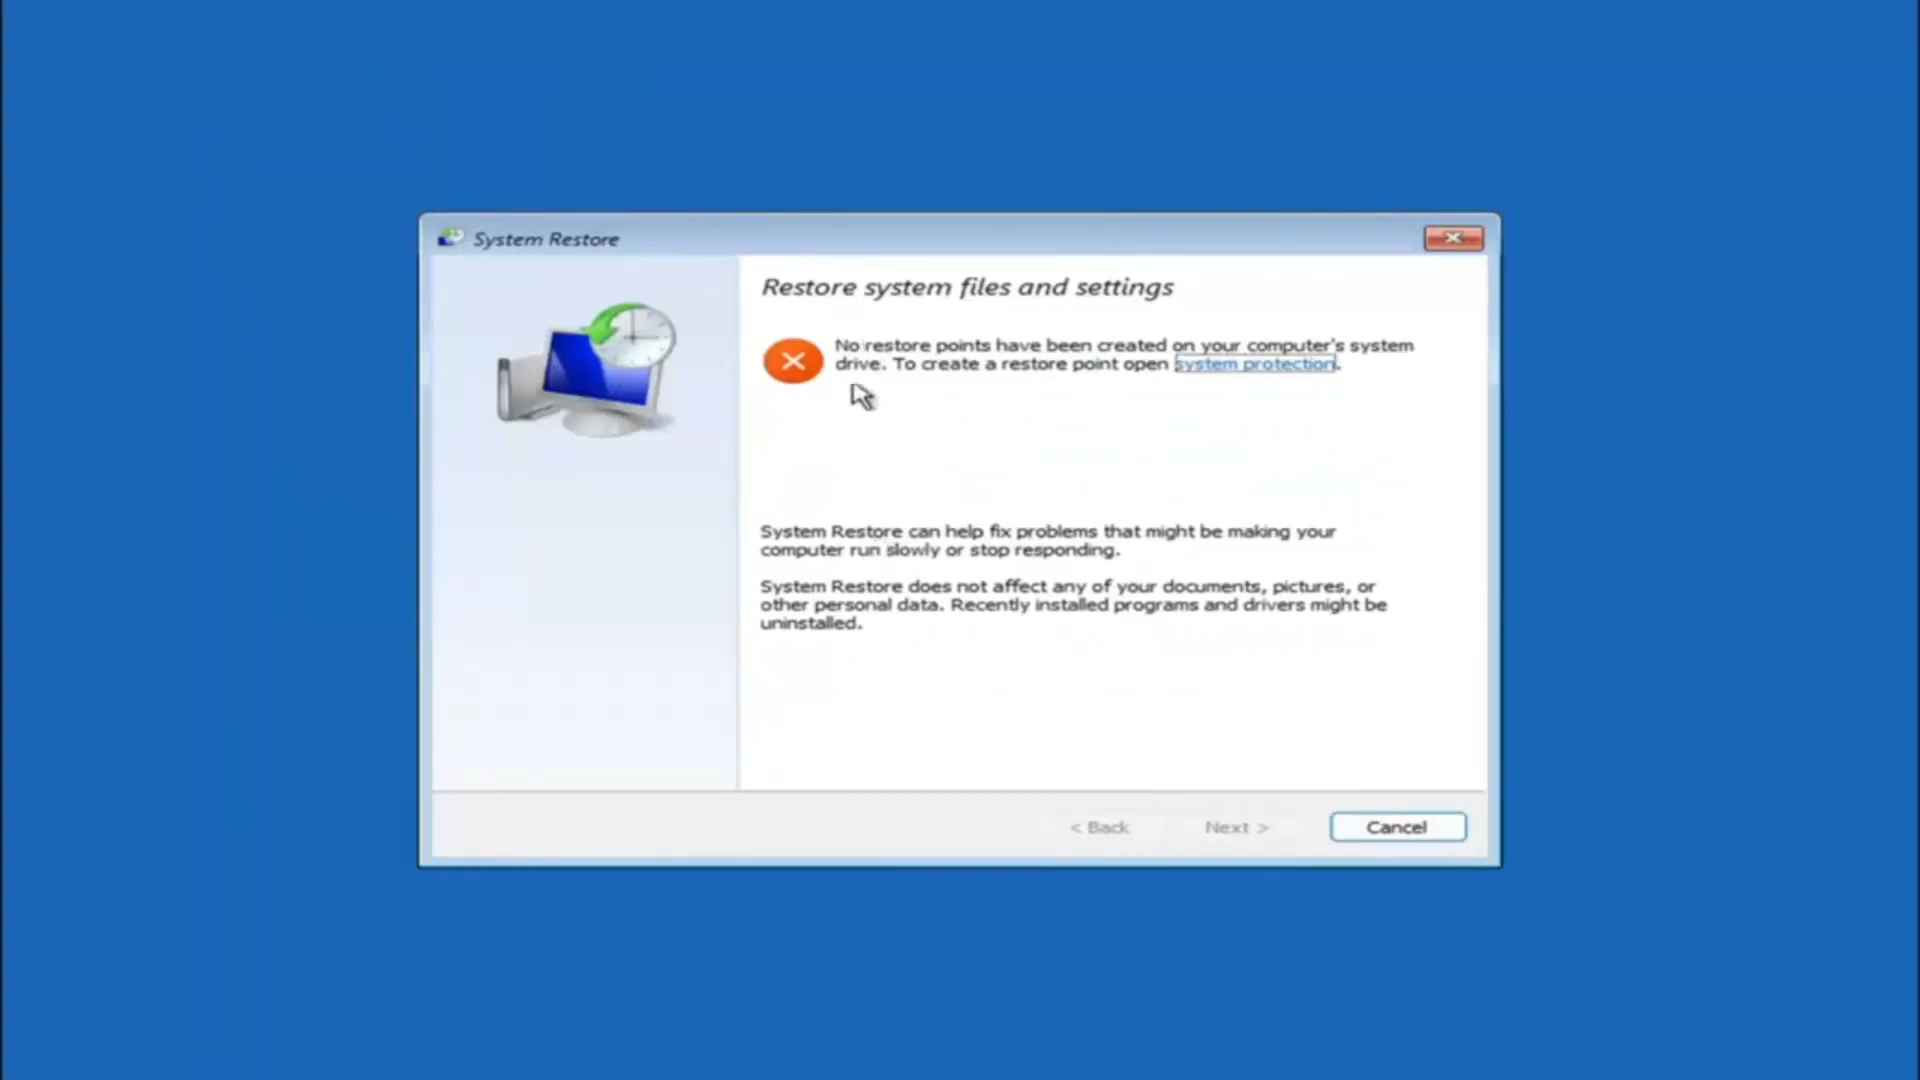 System Restore
Restore system files and settings
No restore points have been created on your computer's system
drive. To create a restore point open system protection.
System Restore can help fix problems that might be making your
computer run slowly or stop responding.
System Restore does not affect any of your documents, pictures, or
other personal data. Recently installed programs and drivers might be
uninstalled.
< Back
Next >
Cancel